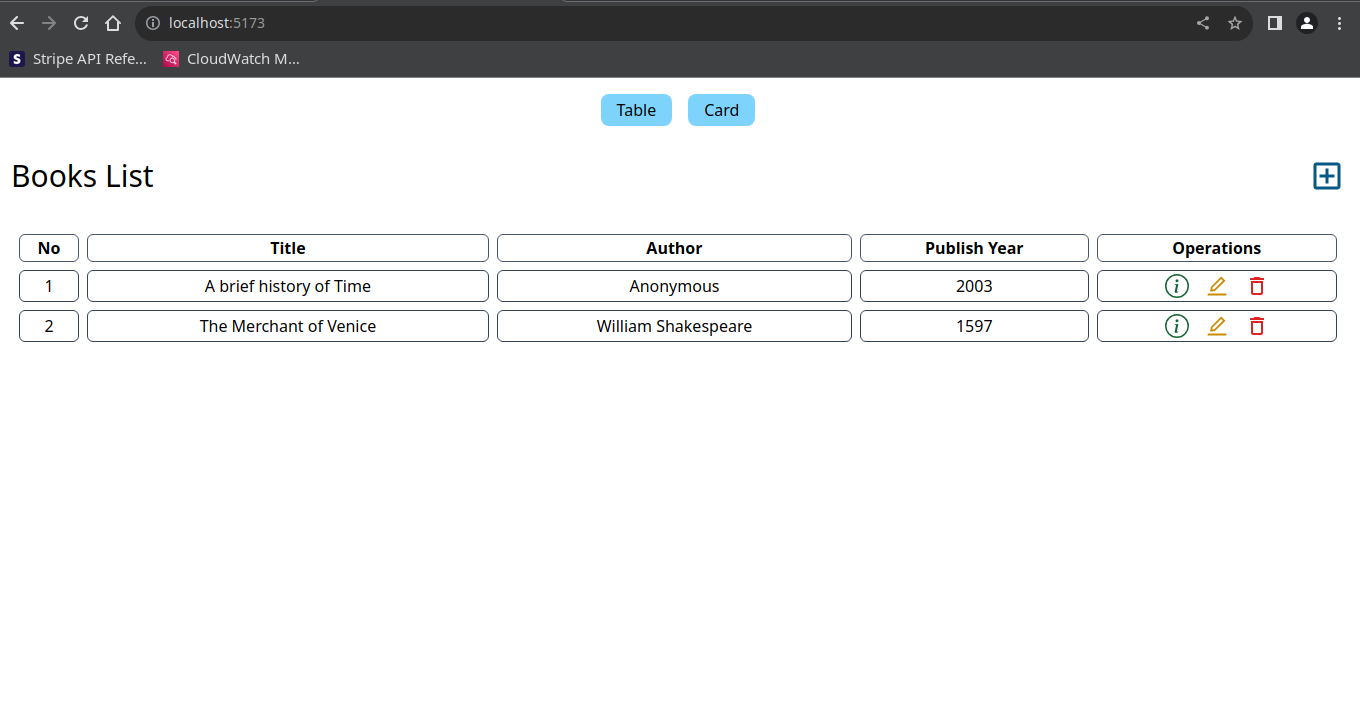 localhost:5173
S Stripe API Refe... CloudWatch M...
Table Card
Books List
No Title Author Publish Year Operations
1 A brief history of Time Anonymous 2003
2 The Merchant of Venice William Shakespeare 1597